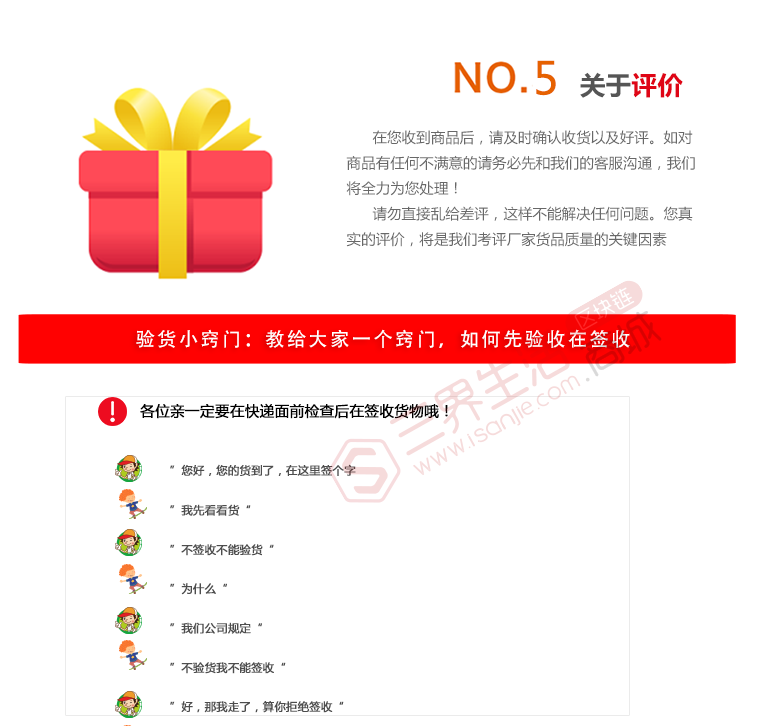 NO.5 关于评价
在您收到商品后，请及时确认收货以及好评。如对
商品有任何不满意的请务必先和我们的客服沟通，我们
将全力为您处理！
请勿直接乱给差评，这样不能解决任何问题。您真
实的评价，将是我们考评厂家货品质量的关键因素
验货小窍门：教给大家一个窍门，如何先验收在签收
各位亲一定要在快递面前检查后在签收货物哦！
三界生活
区块链
商城
www.isanjie.com
＂您好，您的货到了，在这里签个字
＂我先看看货＂
＂不签收不能验货＂
＂为什么＂
＂我们公司规定＂
＂不验货我不能签收＂
＂好，那我走了，算你拒绝签收＂